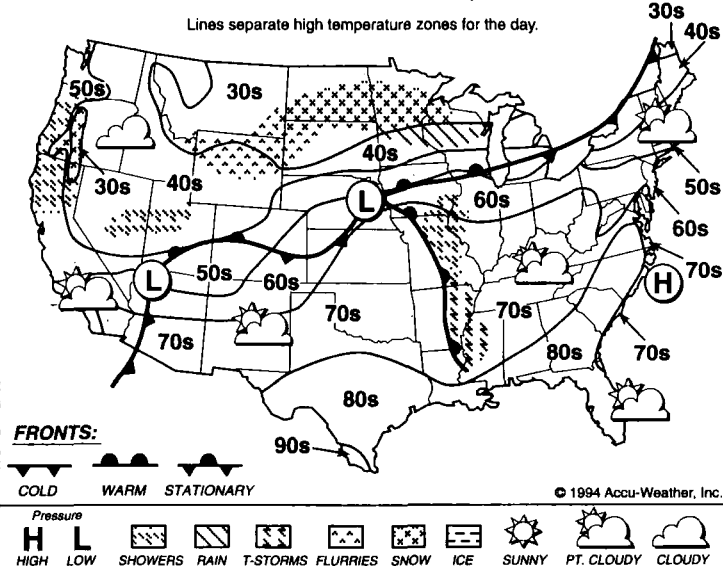 Lines separate high temperature zones for the day.
30s
40s
50s
30s
40s
30s
40s
L
60s
50s
60s
70s
H
L
50s
60s
70s
70s
70s
80s
70s
80s
90s
FRONTS:
COLD WARM STATIONARY
© 1994 Accu-Weather, Inc.
Pressure
H L
HIGH LOW SHOWERS RAIN T-STORMS FLURRIES SNOW ICE SUNNY PT. CLOUDY CLOUDY